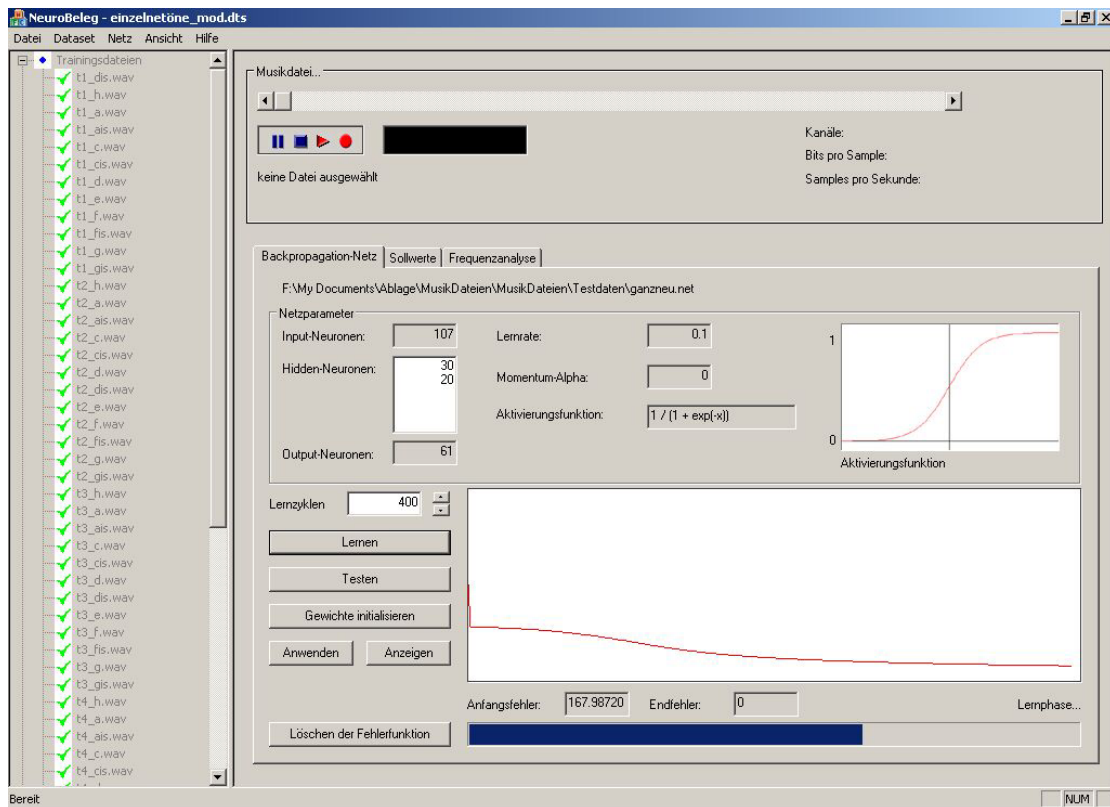 NeuroBeleg - einzelnetöne_mod.dts
Datei Dataset Netz Ansicht Hilfe
Trainingsdateien
t1_dis.wav
t1_h.wav
t1_a.wav
t1_ais.wav
t1_c.wav
t1_cis.wav
t1_d.wav
t1_e.wav
t1_f.wav
t1_fis.wav
t1_g.wav
t1_gis.wav
t2_h.wav
t2_a.wav
t2_ais.wav
t2_c.wav
t2_cis.wav
t2_d.wav
t2_dis.wav
t2_e.wav
t2_f.wav
t2_fis.wav
t2_g.wav
t2_gis.wav
t3_h.wav
t3_a.wav
t3_ais.wav
t3_c.wav
t3_cis.wav
t3_d.wav
t3_dis.wav
t3_e.wav
t3_f.wav
t3_fis.wav
t3_g.wav
t3_gis.wav
t4_h.wav
t4_a.wav
t4_ais.wav
t4_c.wav
t4_cis.wav
Musikdatei...
keine Datei ausgewählt
Kanäle:
Bits pro Sample:
Samples pro Sekunde:
Backpropagation-Netz Sollwerte Frequenzanalyse
F:\My Documents\Ablage\MusikDateien\MusikDateien\Testdaten\ganzneu.net
Netzparameter
Input-Neuronen: 107
Hidden-Neuronen: 30
20
Output-Neuronen: 61
Lernrate: 0.1
Momentum-Alpha: 0
Aktivierungsfunktion: 1 / (1 + exp(-x))
1
0
Aktivierungsfunktion
Lernzyklen 400
Lernen
Testen
Gewichte initialisieren
Anwenden Anzeigen
Anfangsfehler: 167.98720 Endfehler: 0 Lernphase...
Löschen der Fehlerfunktion
Bereit NUM